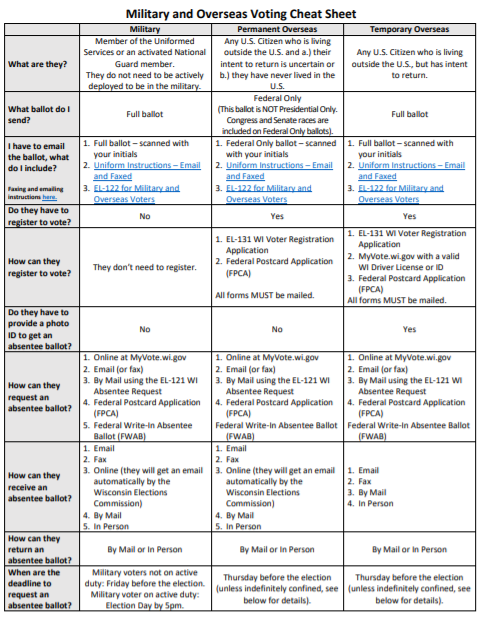 Military and Overseas Voting Cheat Sheet
Military
Permanent Overseas
Temporary Overseas
What are they?
Member of the Uniformed
Services or an activated National
Guard member.
They do not need to be actively
deployed to be in the military.
Any U.S. Citizen who is living
outside the U.S. and a.) their
intent to return is uncertain or
b.) they have never lived in the
U.S.
Any U.S. Citizen who is living
outside the U.S., but has intent
to return.
What ballot do I
send?
Full ballot
Federal Only
(This ballot is NOT Presidential Only.
Congress and Senate races are
included on Federal Only ballots).
Full ballot
I have to email
the ballot, what
do I include?
Faxing and emailing
instructions here.
1. Full ballot – scanned with
your initials
2. Uniform Instructions – Email
and Faxed
3. EL-122 for Military and
Overseas Voters
1. Federal Only ballot – scanned
with your initials
2. Uniform Instructions – Email
and Faxed
3. EL-122 for Military and
Overseas Voters
1. Full ballot – scanned with
your initials
2. Uniform Instructions – Email
and Faxed
3. EL-122 for Military and
Overseas Voters
Do they have to
register to vote?
No
Yes
Yes
How can they
register to vote?
They don't need to register.
1. EL-131 WI Voter Registration
Application
2. Federal Postcard Application
(FPCA)
All forms MUST be mailed.
1. EL-131 WI Voter Registration
Application
2. MyVote.wi.gov with a valid
WI Driver License or ID
3. Federal Postcard Application
(FPCA)
All forms MUST be mailed.
Do they have to
provide a photo
ID to get an
absentee ballot?
No
No
Yes
How can they
request an
absentee ballot?
1. Online at MyVote.wi.gov
2. Email (or fax)
3. By Mail using the EL-121 WI
Absentee Request
4. Federal Postcard Application
(FPCA)
5. Federal Write-In Absentee
Ballot (FWAB)
1. Online at MyVote.wi.gov
2. Email (or fax)
3. By Mail using the EL-121 WI
Absentee Request
4. Federal Postcard Application
(FPCA)
Federal Write-In Absentee Ballot
(FWAB)
1. Online at MyVote.wi.gov
2. Email (or fax)
3. By Mail using the EL-121 WI
Absentee Request
4. Federal Postcard Application
(FPCA)
Federal Write-In Absentee Ballot
(FWAB)
How can they
receive an
absentee ballot?
1. Email
2. Fax
3. Online (they will get an email
automatically by the
Wisconsin Elections
Commission)
4. By Mail
5. In Person
1. Email
2. Fax
3. Online (they will get an email
automatically by the
Wisconsin Elections
Commission)
4. By Mail
5. In Person
1. Email
2. Fax
3. By Mail
4. In Person
How can they
return an
absentee ballot?
By Mail or In Person
By Mail or In Person
By Mail or In Person
When are the
deadline to
request an
absentee ballot?
Military voters not on active
duty: Friday before the election.
Military voter on active duty:
Election Day by 5pm.
Thursday before the election
(unless indefinitely confined, see
below for details).
Thursday before the election
(unless indefinitely confined, see
below for details).